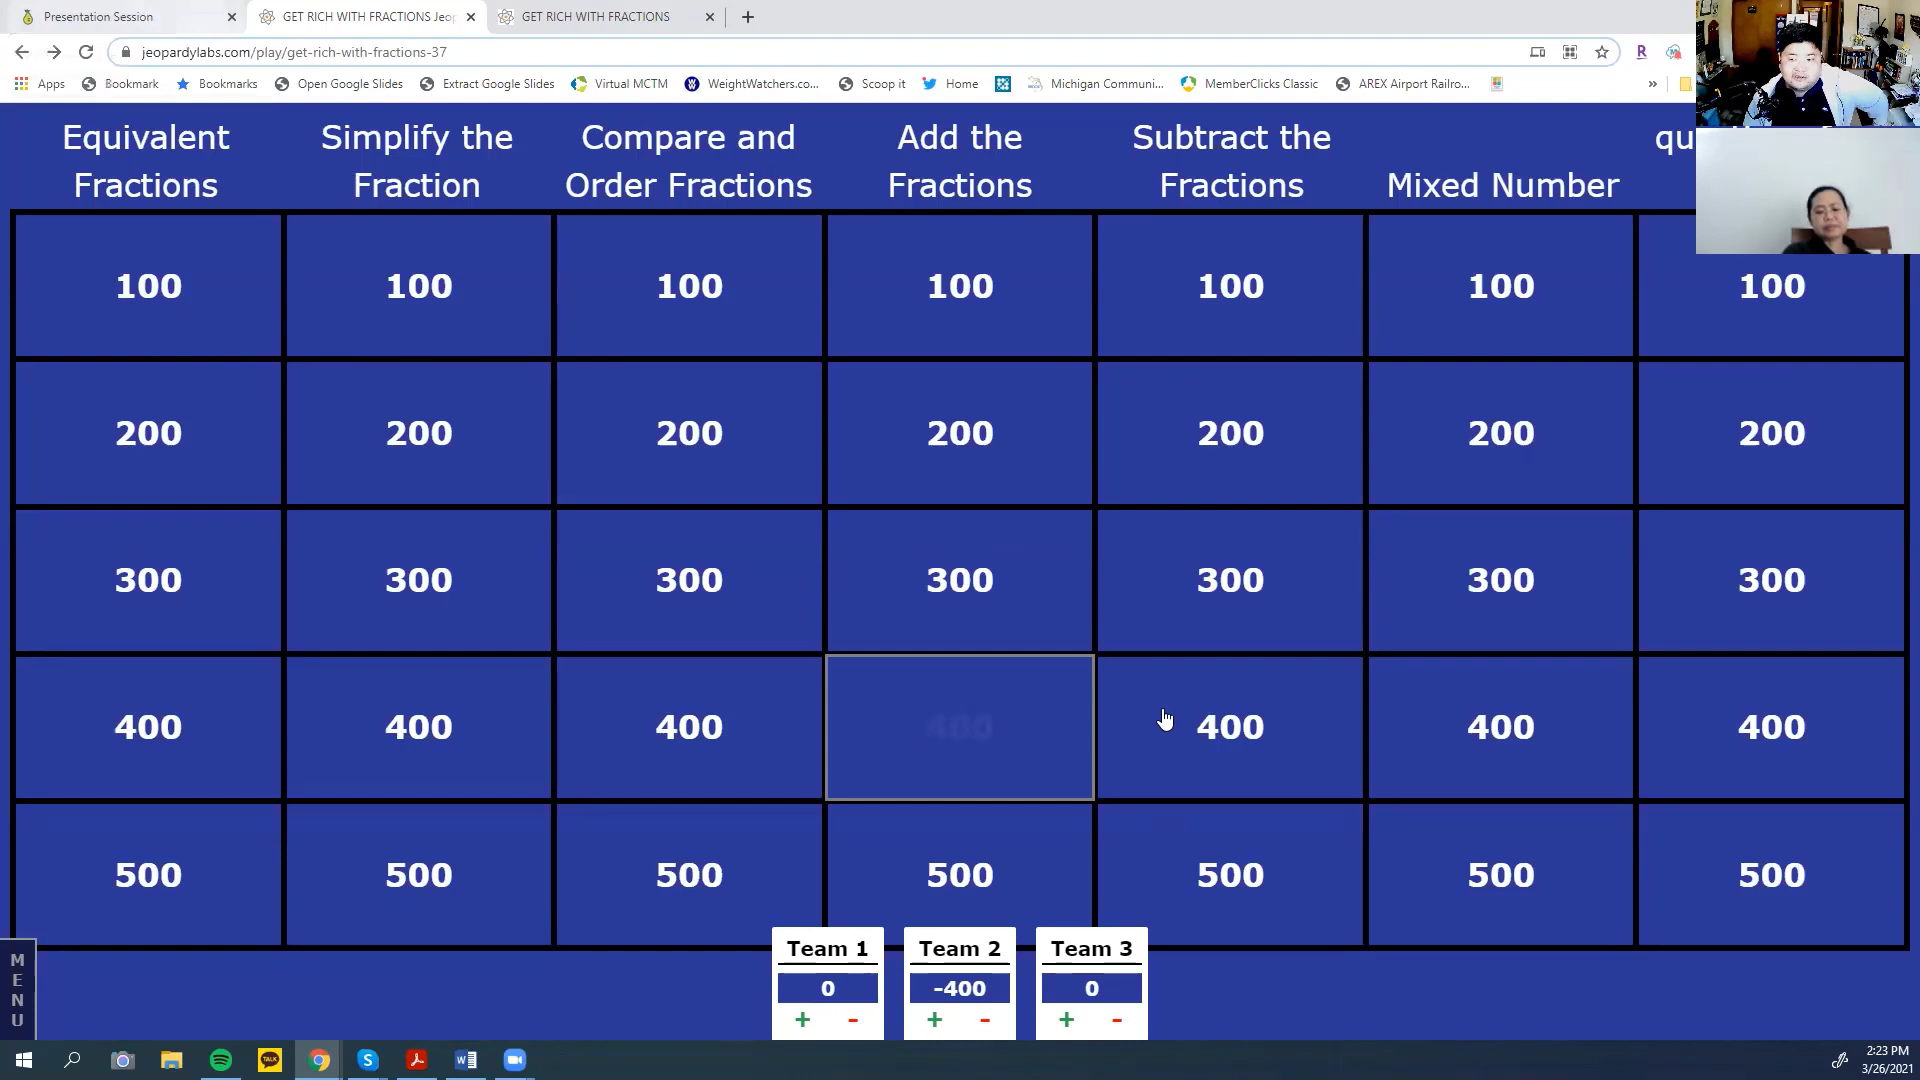 Presentation Session
GET RICH WITH FRACTIONS Jeop
GET RICH WITH FRACTIONS
jeopardylabs.com/play/get-rich-with-fractions-37
R
Apps Bookmark Bookmarks Open Google Slides Extract Google Slides Virtual MCTM WeightWatchers.co... Scoop it Home Michigan Communi... MemberClicks Classic AREX Airport Railro... »
Equivalent Fractions
Simplify the Fraction
Compare and Order Fractions
Add the Fractions
Subtract the Fractions
Mixed Number
100 100 100 100 100 100 100
200 200 200 200 200 200 200
300 300 300 300 300 300 300
400 400 400 400 400 400 400
500 500 500 500 500 500 500
MENU
Team 1 Team 2 Team 3
0 -400 0
+ - + - + -
TALK
2:23 PM
3/26/2021